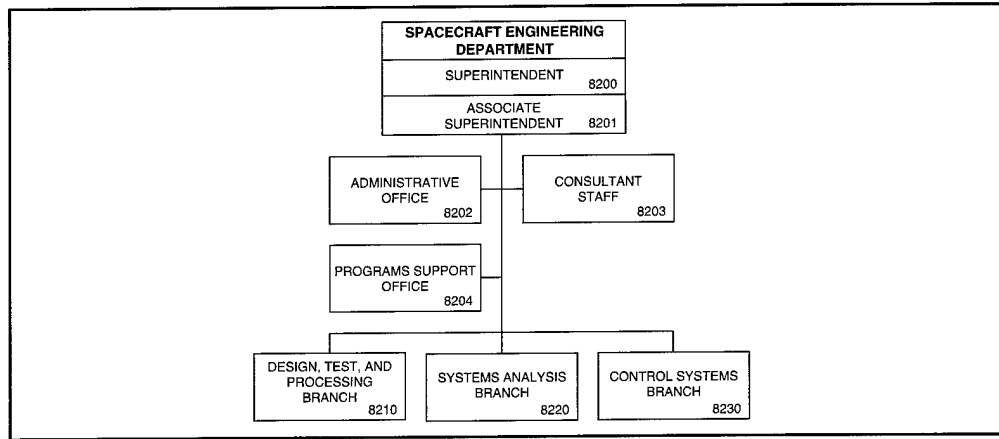 SPACECRAFT ENGINEERING
DEPARTMENT
SUPERINTENDENT
8200
ASSOCIATE
SUPERINTENDENT
8201
ADMINISTRATIVE
OFFICE
8202
CONSULTANT
STAFF
8203
PROGRAMS SUPPORT
OFFICE
8204
DESIGN, TEST, AND
PROCESSING
BRANCH
8210
SYSTEMS ANALYSIS
BRANCH
8220
CONTROL SYSTEMS
BRANCH
8230